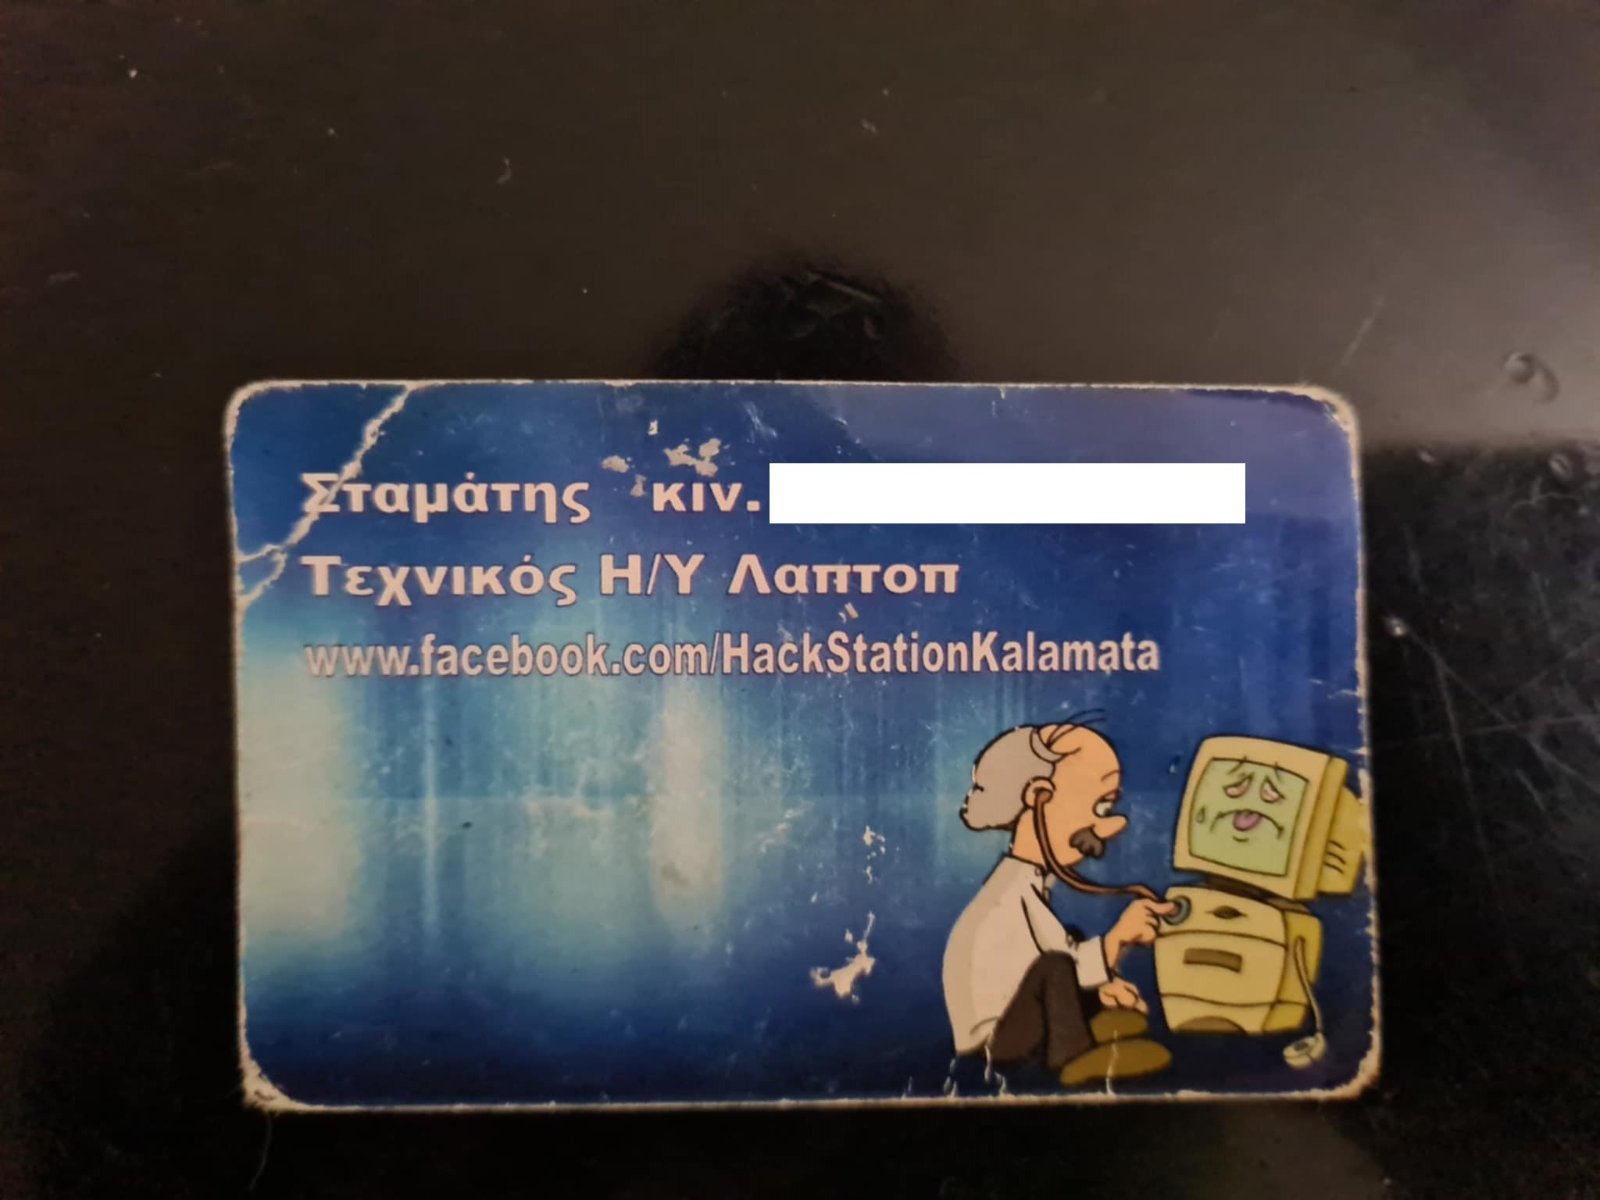 Σταμάτης κιν.
Τεχνικός Η/Υ Λαπτοπ
www.facebook.com/HackStationKalamata